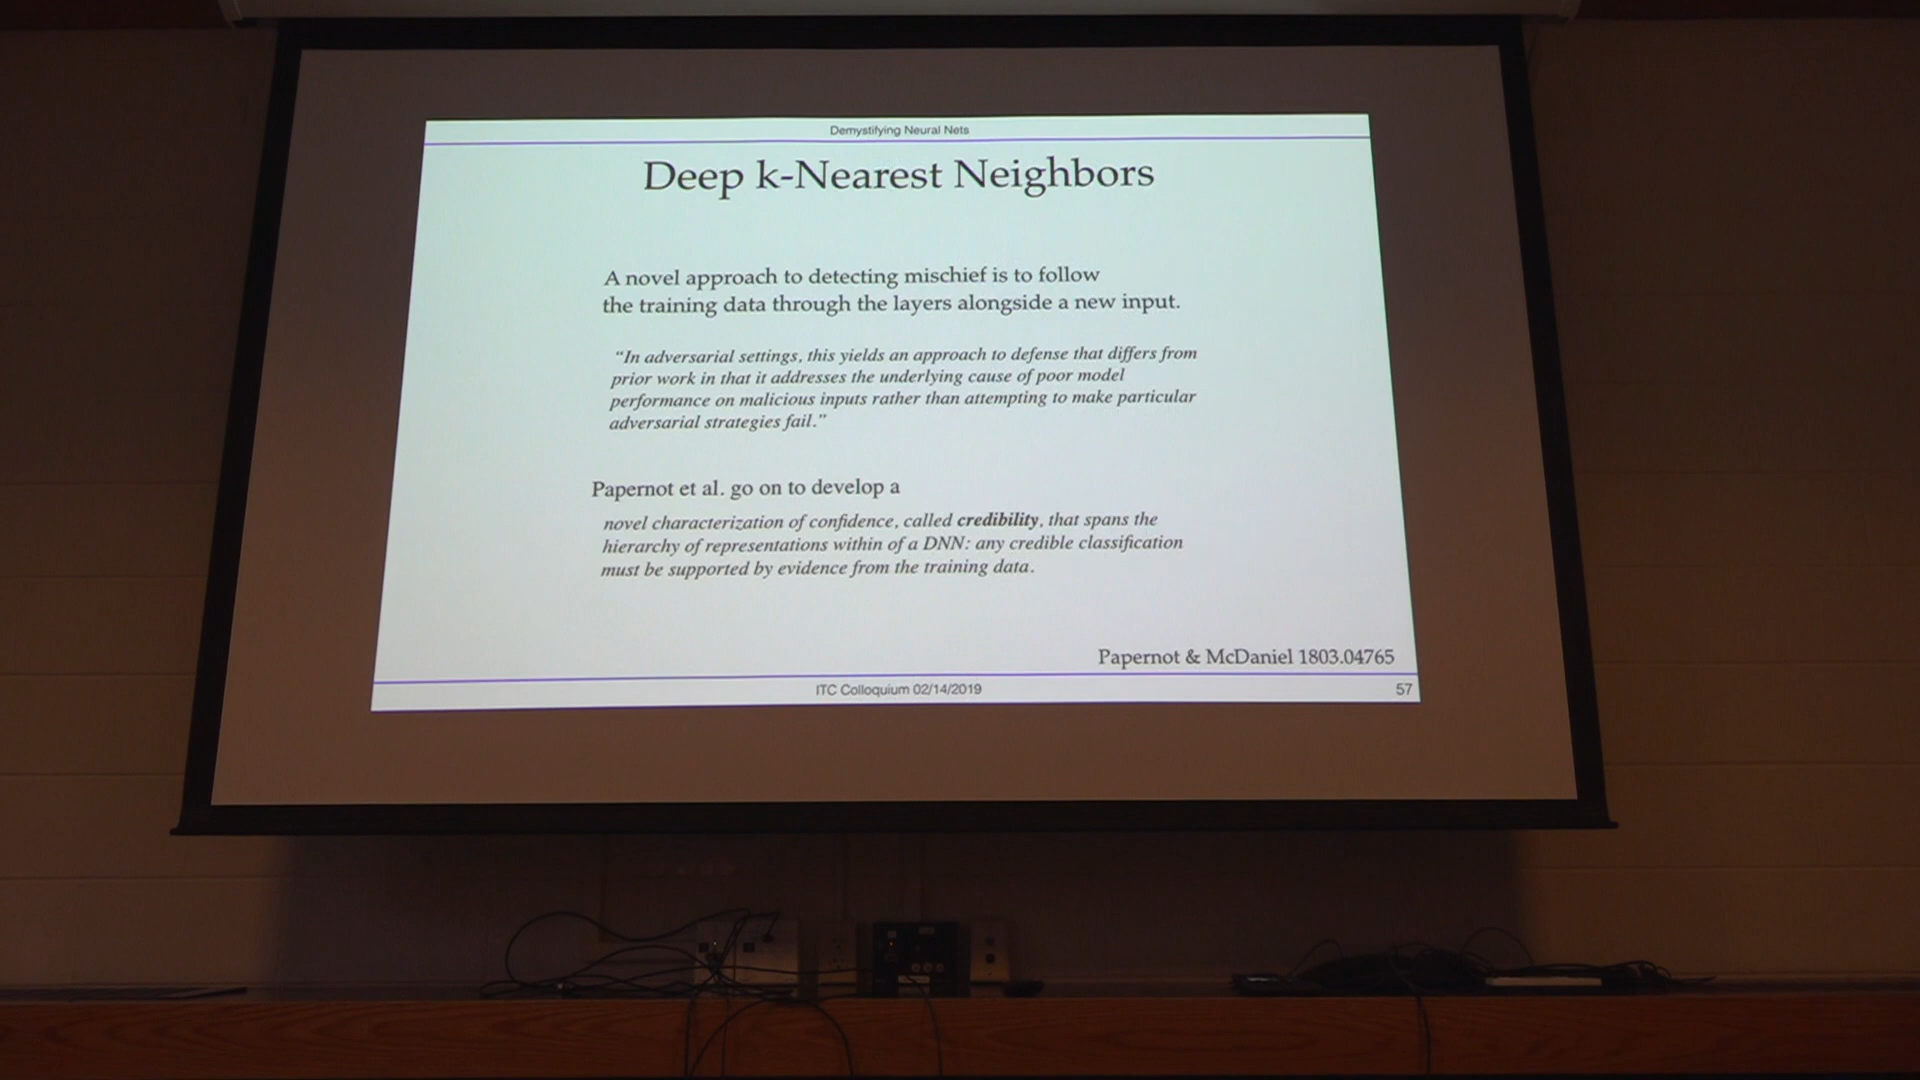 Demystifying Neural Nets
Deep k-Nearest Neighbors
A novel approach to detecting mischief is to follow
the training data through the layers alongside a new input.
“In adversarial settings, this yields an approach to defense that differs from
prior work in that it addresses the underlying cause of poor model
performance on malicious inputs rather than attempting to make particular
adversarial strategies fail.”
Papernot et al. go on to develop a
novel characterization of confidence, called credibility, that spans the
hierarchy of representations within of a DNN: any credible classification
must be supported by evidence from the training data.
Papernot & McDaniel 1803.04765
ITC Colloquium 02/14/2019
57